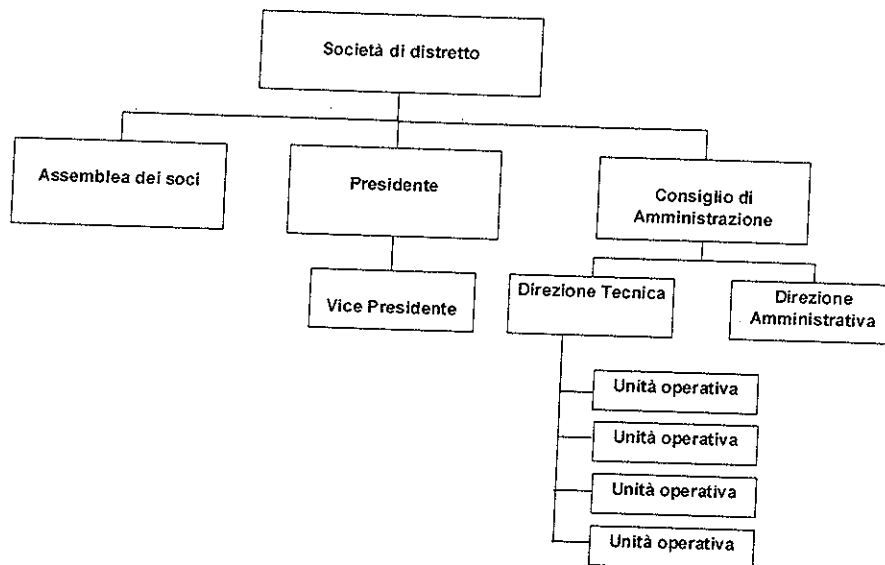 Società di distretto
Assemblea dei soci
Presidente
Consiglio di
Amministrazione
Vice Presidente
Direzione Tecnica
Direzione
Amministrativa
Unità operativa
Unità operativa
Unità operativa
Unità operativa